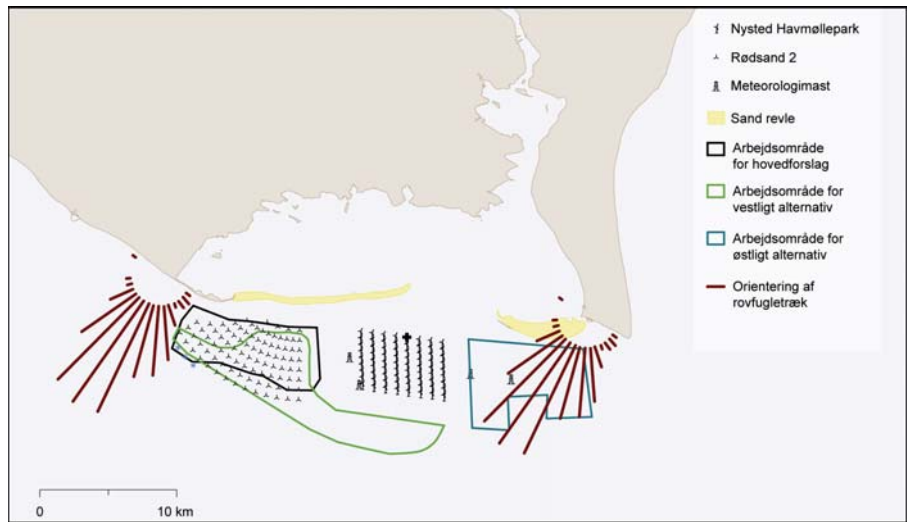 Nysted Havmøllepark
Rødsand 2
Meteorologimast
Sand revle
Arbejdsområde
for hovedforslag
Arbejdsområde for
vestligt alternativ
Arbejdsområde for
østligt alternativ
Orientering af
rovfugletræk
0 10 km